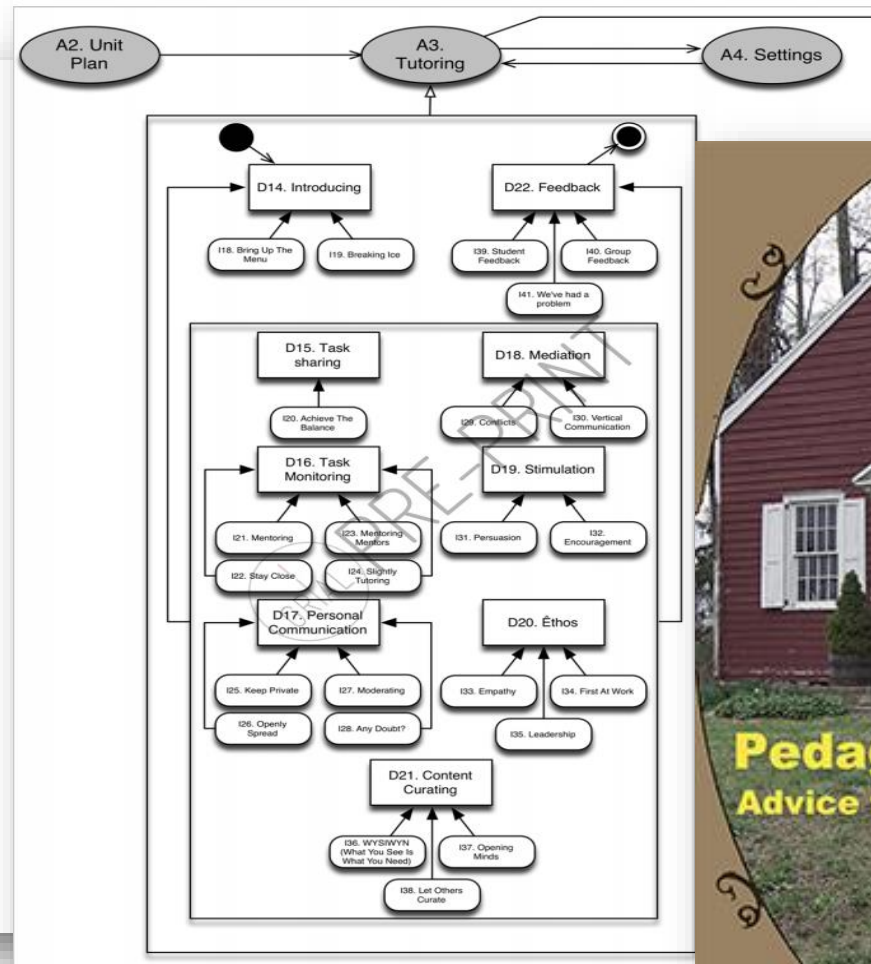 A2. Unit
Plan
A3.
Tutoring
A4. Settings
D14. Introducing
D22. Feedback
I18. Bring Up The
Menu
I19. Breaking Ice
I39. Student
Feedback
I40. Group
Feedback
I41. We've had a
problem
D15. Task
sharing
D18. Mediation
I20. Achieve The
Balance
I29. Conflicts
I30. Vertical
Communication
D16. Task
Monitoring
D19. Stimulation
I21. Mentoring
I23. Mentoring
Mentors
I31. Persuasion
I32.
Encouragement
I22. Stay Close
I24. Slightly
Tutoring
PRE-PRINT
GRIAL
D17. Personal
Communication
D20. Êthos
I25. Keep Private
I27. Moderating
I33. Empathy
I34. First At Work
I26. Openly
Spread
I28. Any Doubt?
I35. Leadership
D21. Content
Curating
I36. WYSIWYN
(What You See Is
What You Need)
I37. Opening
Minds
I38. Let Others
Curate
Pedag
Advice